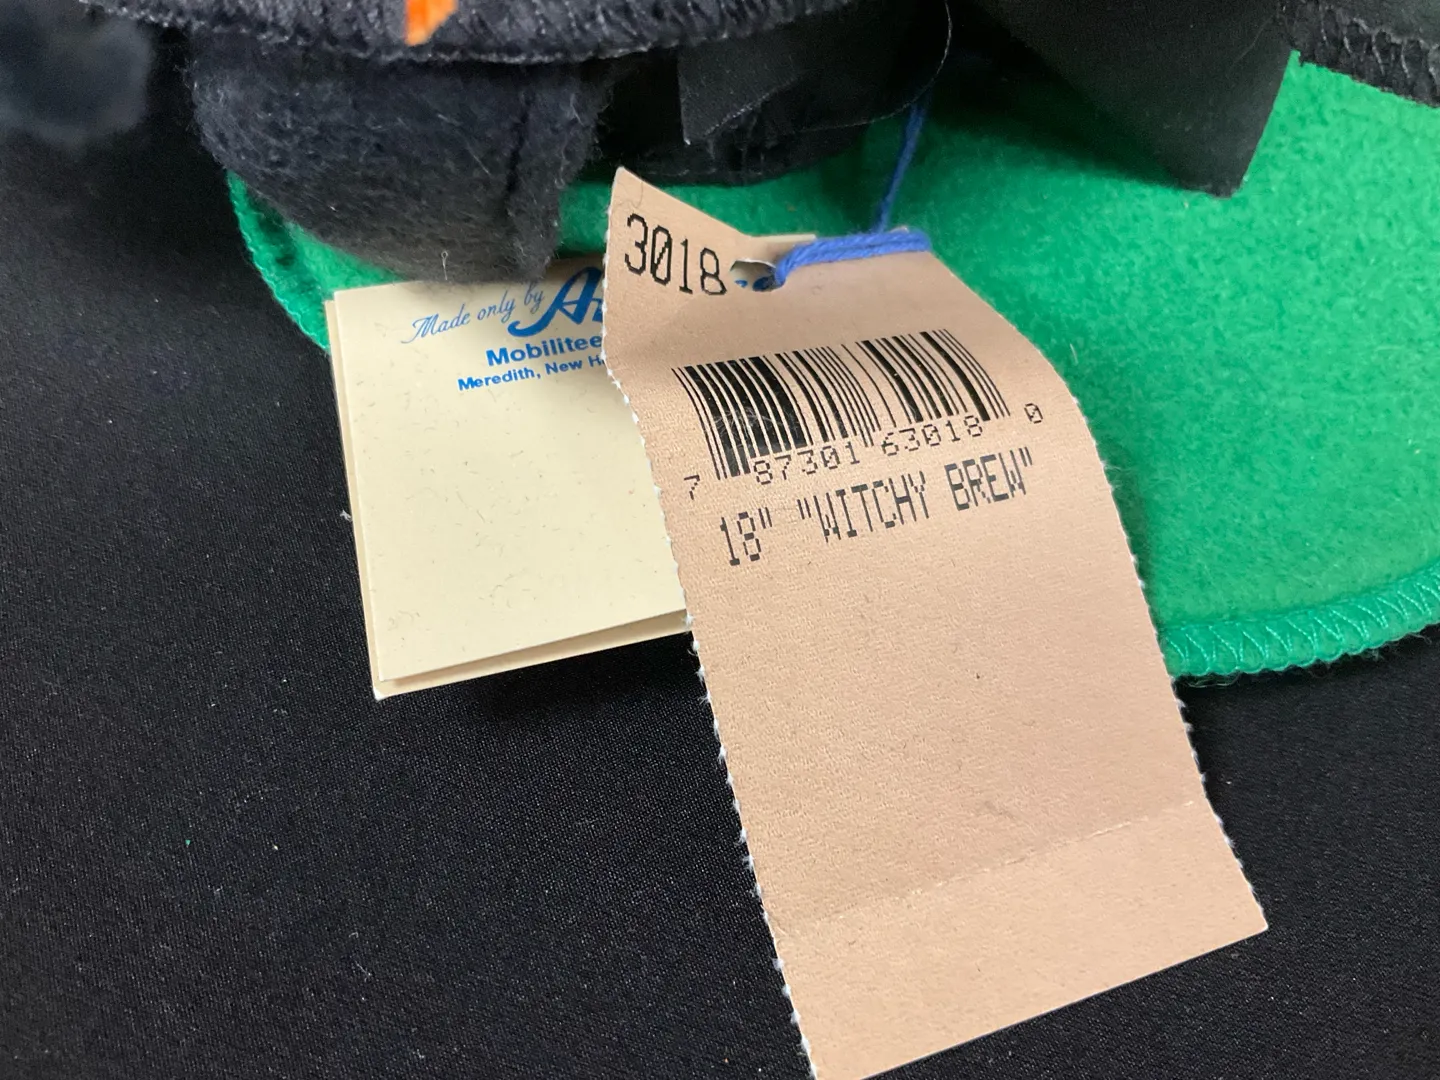 3018
Made only by
Mobilitee
Meredith, New
7 87301 63018 0
18" "WITCHY BREW"